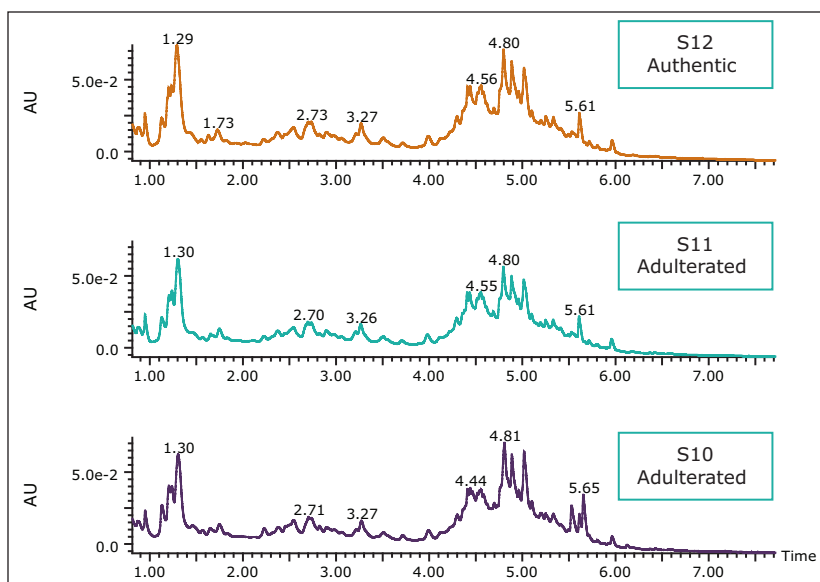 S12
Authentic
AU
5.0e-2
0.0
1.29
1.73
2.73
3.27
4.56
4.80
5.61
1.00 2.00 3.00 4.00 5.00 6.00 7.00
S11
Adulterated
AU
5.0e-2
0.0
1.30
2.70
3.26
4.55
4.80
5.61
1.00 2.00 3.00 4.00 5.00 6.00 7.00
S10
Adulterated
AU
5.0e-2
0.0
1.30
2.71
3.27
4.44
4.81
5.65
Time
1.00 2.00 3.00 4.00 5.00 6.00 7.00